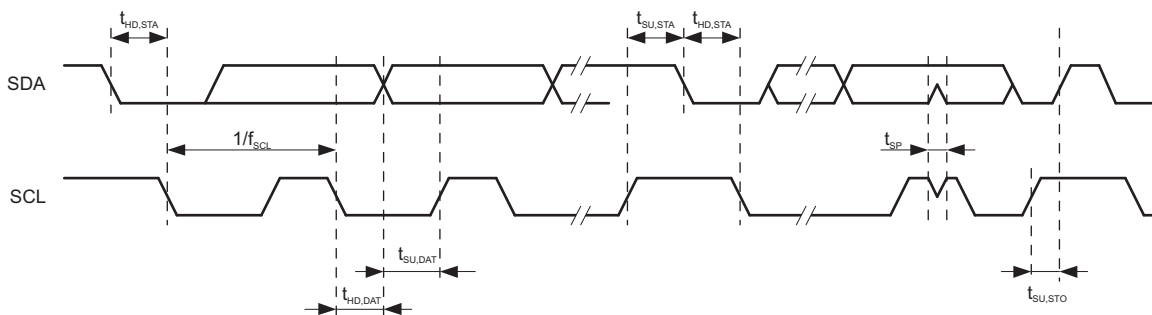 tHD,STA
tSU,STA
tHD,STA
SDA
1/fSCL
tSP
SCL
tSU,DAT
tHD,DAT
tSU,STO